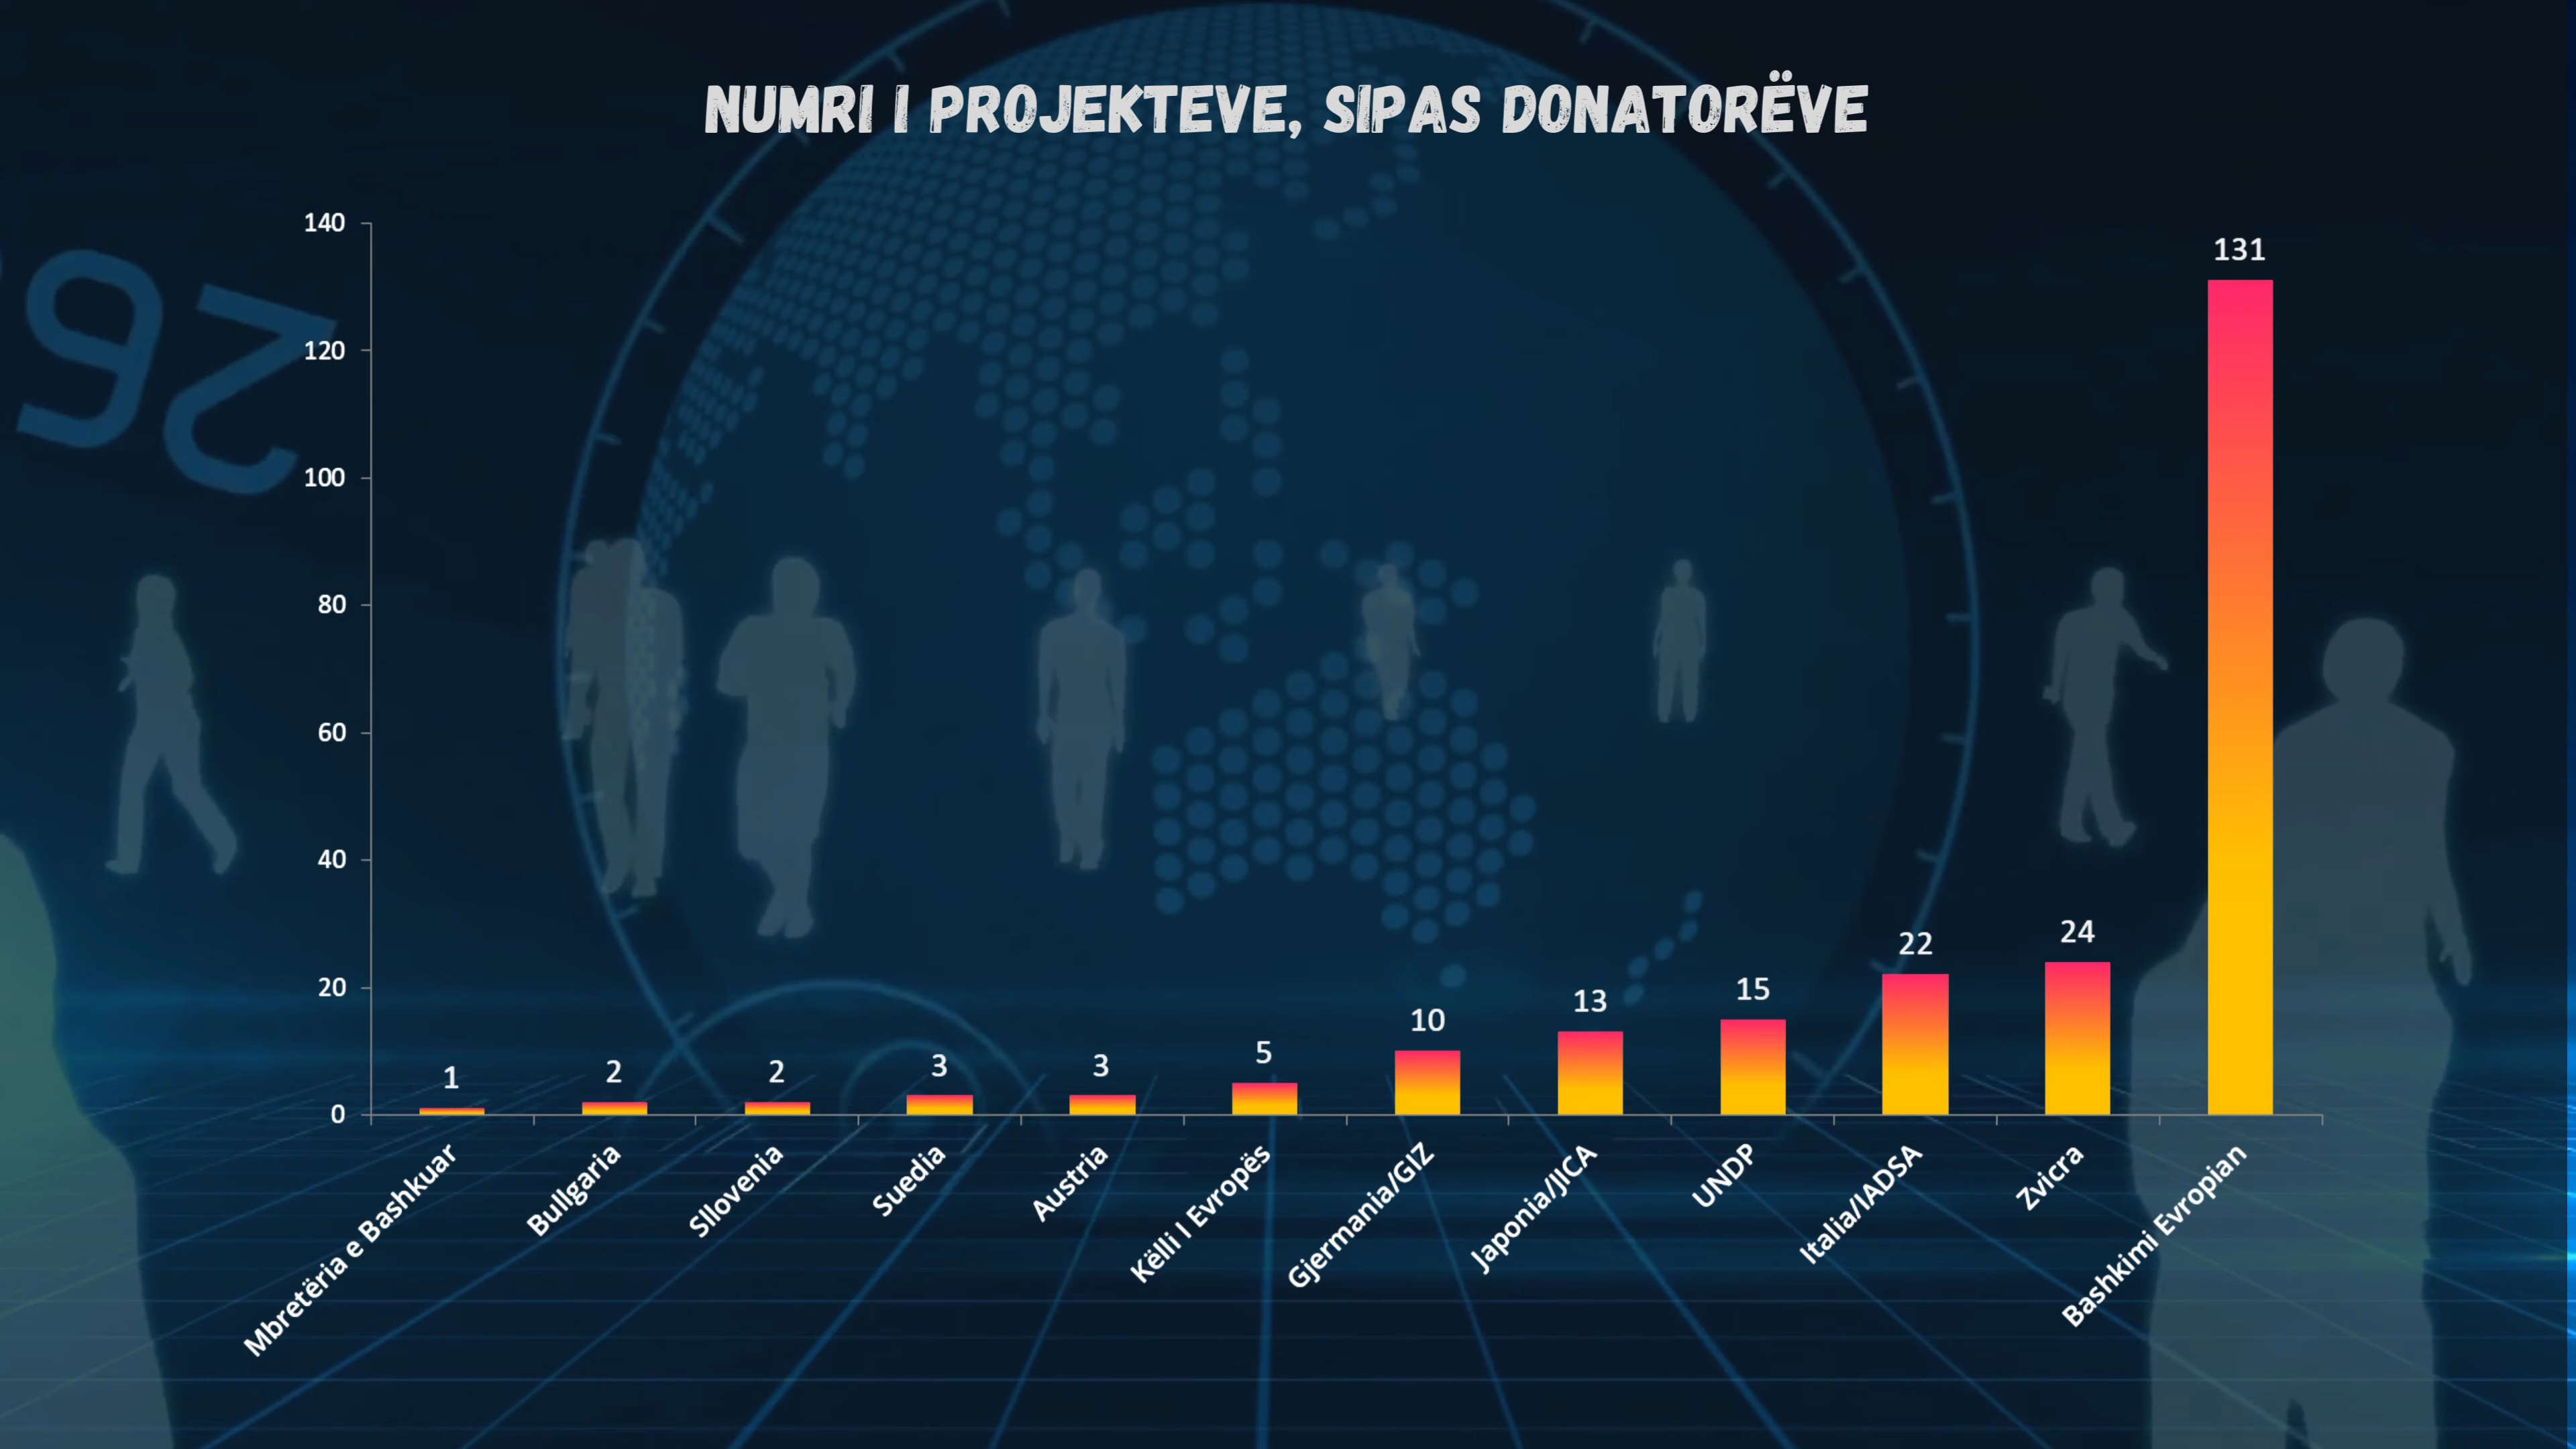 NUMRI I PROJEKTEVE, SIPAS DONATORËVE
140
120
100
80
60
40
20
0
1
2
2
3
3
5
10
13
15
22
24
131
Mbretëria e Bashkuar
Bullgaria
Sllovenia
Suedia
Austria
Këlli I Evropës
Gjermania/GIZ
Japonia/JICA
UNDP
Italia/IADSA
Zvicra
Bashkimi Evropian